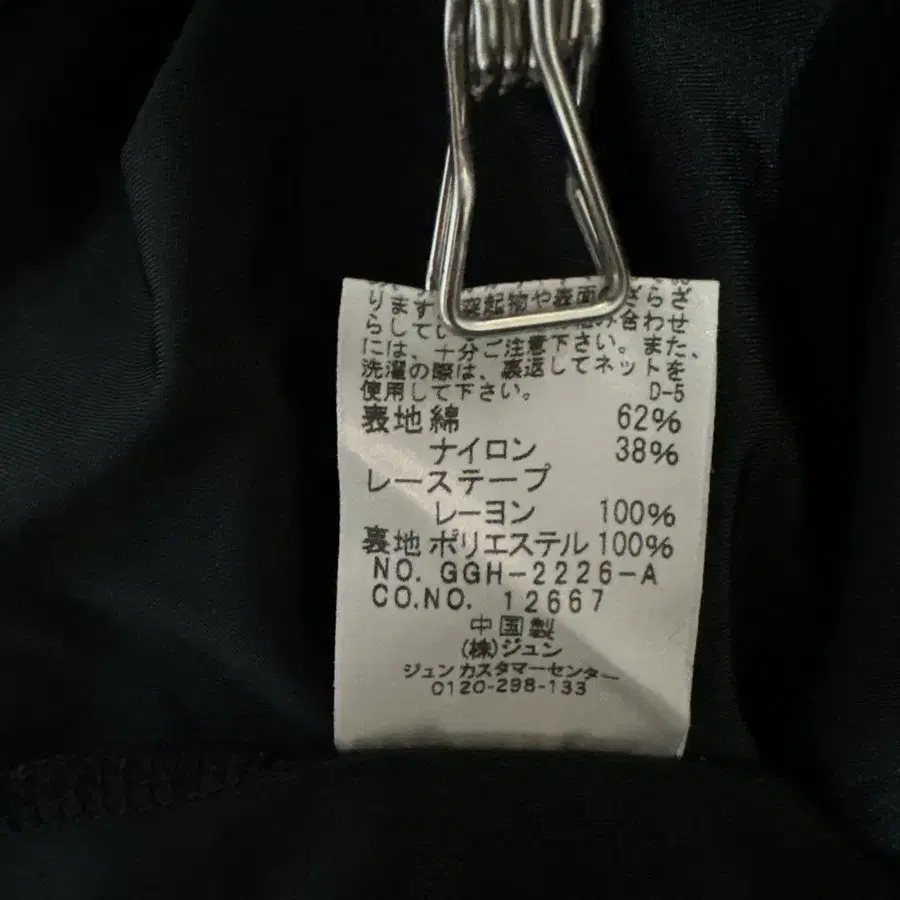 ります 突起物や表面のざらざ
らしてい み合わせ
には、十分ご注意下さい。また、
洗濯の際は、裏返してネットを
使用して下さい。 D-5
表地 綿 62%
ナイロン 38%
レーステープ
レーヨン 100%
裏地 ポリエステル 100%
NO. GGH-2226-A
CO.NO. 12667
中国製
(株)ジュン
ジュン カスタマーセンター
0120-298-133